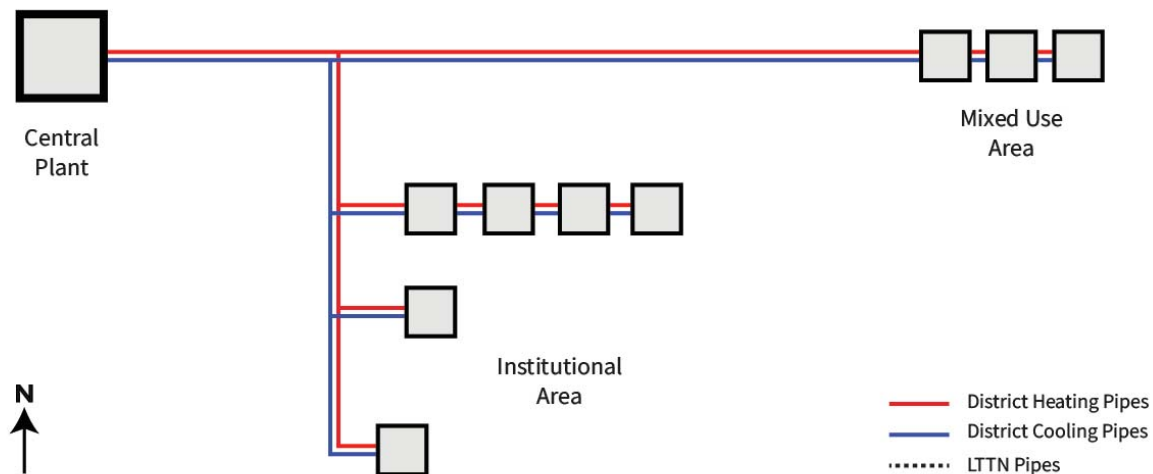 Central
Plant
Mixed Use
Area
Institutional
Area
N
District Heating Pipes
District Cooling Pipes
LTTN Pipes